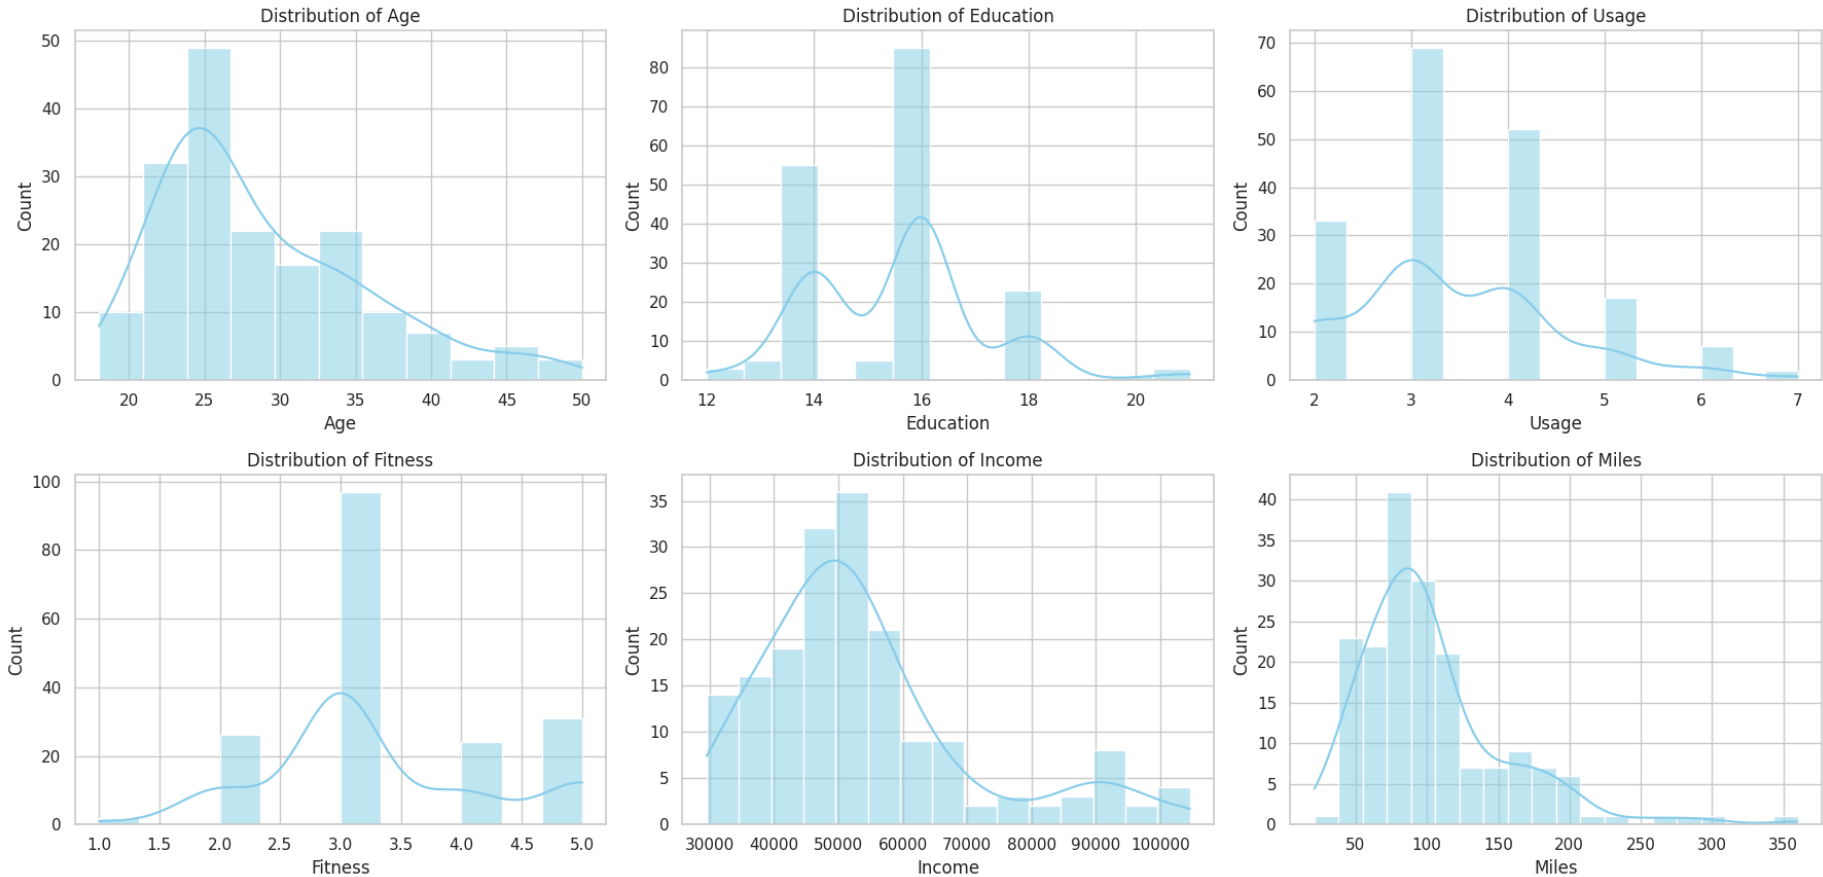 Distribution of Age
Count
50
40
30
20
10
0
20 25 30 35 40 45 50
Age
Distribution of Education
Count
80
70
60
50
40
30
20
10
0
12 14 16 18 20
Education
Distribution of Usage
Count
70
60
50
40
30
20
10
0
2 3 4 5 6 7
Usage
Distribution of Fitness
Count
100
80
60
40
20
0
1.0 1.5 2.0 2.5 3.0 3.5 4.0 4.5 5.0
Fitness
Distribution of Income
Count
35
30
25
20
15
10
5
0
30000 40000 50000 60000 70000 80000 90000 100000
Income
Distribution of Miles
Count
40
35
30
25
20
15
10
5
0
50 100 150 200 250 300 350
Miles